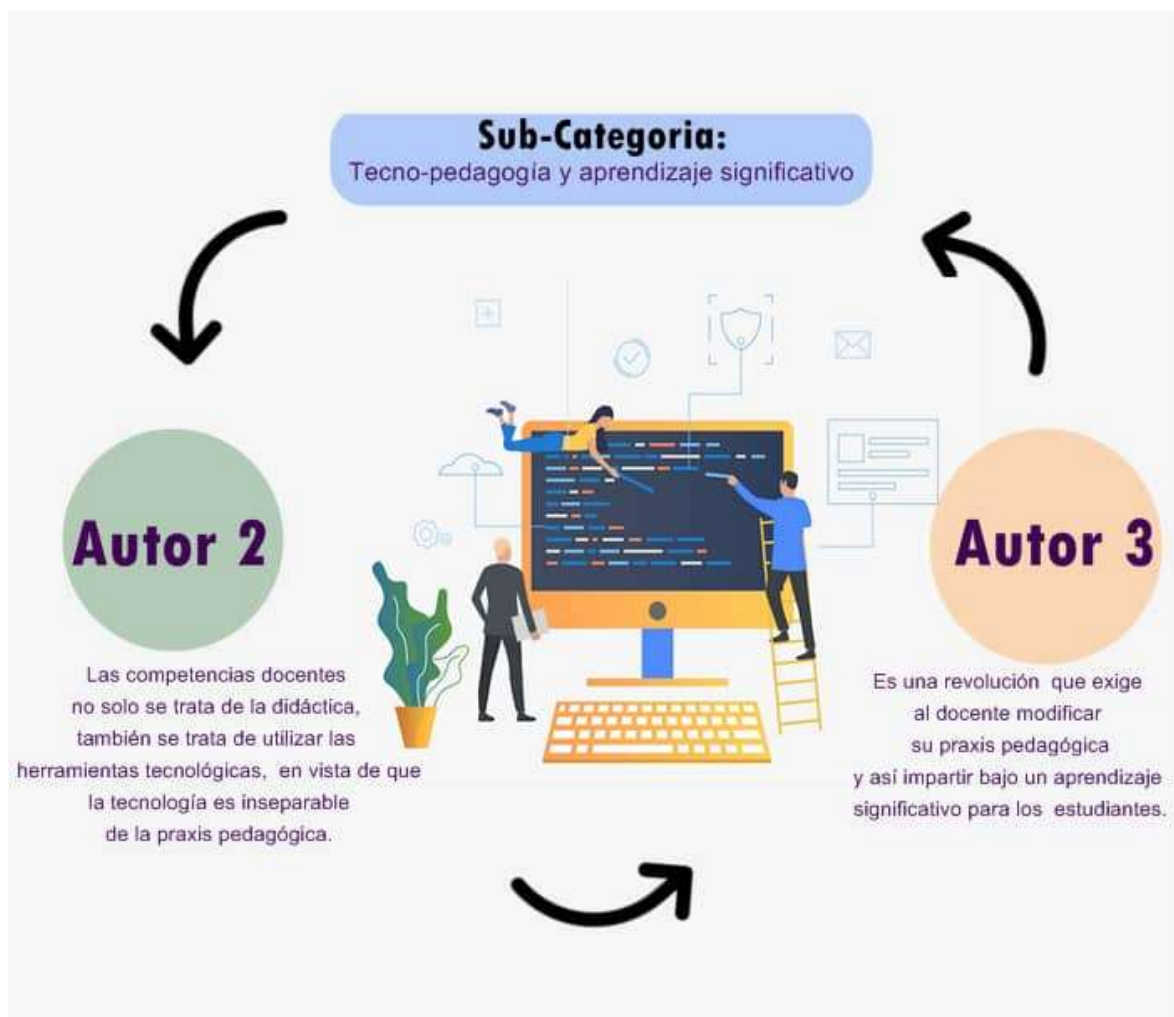 Sub-Categoria:
Tecno-pedagogía y aprendizaje significativo
Autor 2
Las competencias docentes
no solo se trata de la didáctica,
también se trata de utilizar las
herramientas tecnológicas, en vista de que
la tecnología es inseparable
de la praxis pedagógica.
Autor 3
Es una revolución que exige
al docente modificar
su praxis pedagógica
y así impartir bajo un aprendizaje
significativo para los estudiantes.